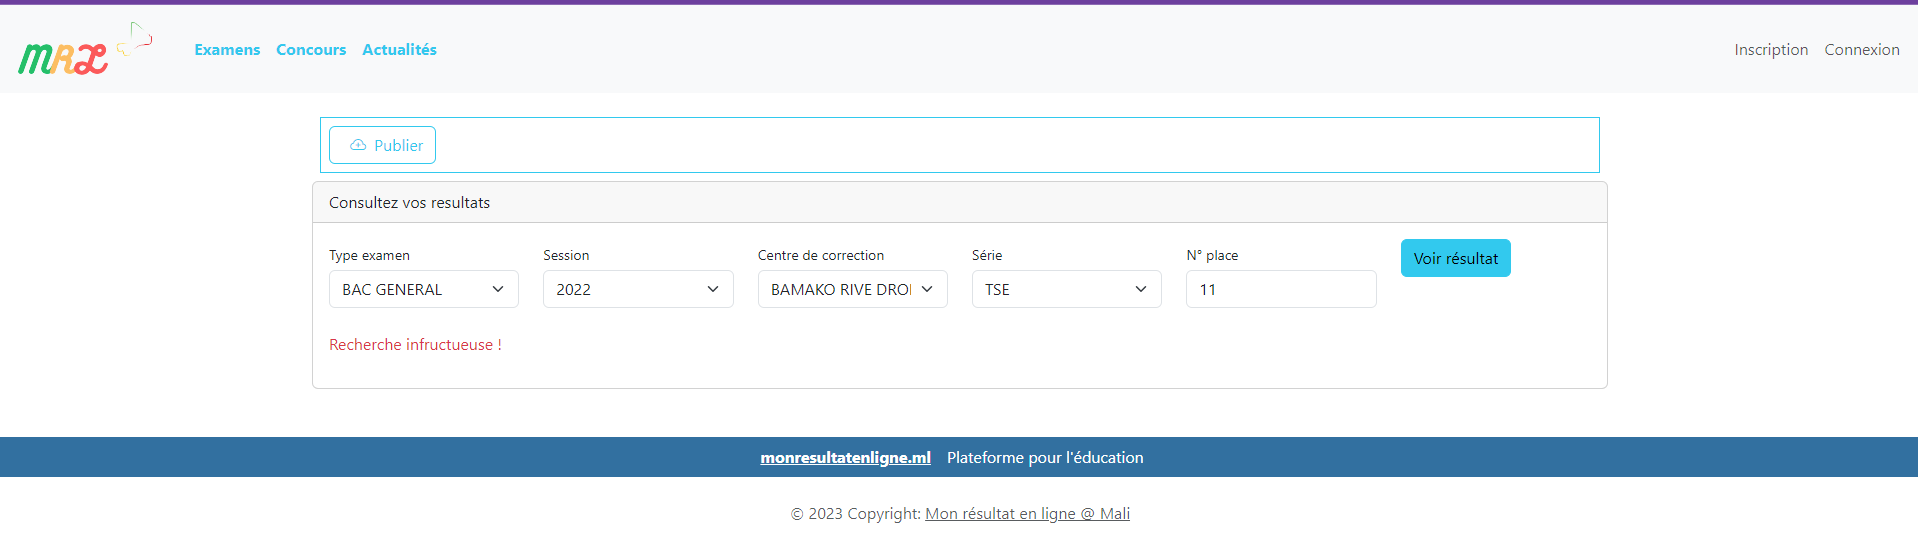 MRL
Examens Concours Actualités
Inscription Connexion
Publier
Consultez vos resultats
Type examen
BAC GENERAL
Session
2022
Centre de correction
BAMAKO RIVE DROI
Série
TSE
N° place
11
Voir résultat
Recherche infructueuse !
monresultatenligne.ml Plateforme pour l'éducation
© 2023 Copyright: Mon résultat en ligne @ Mali